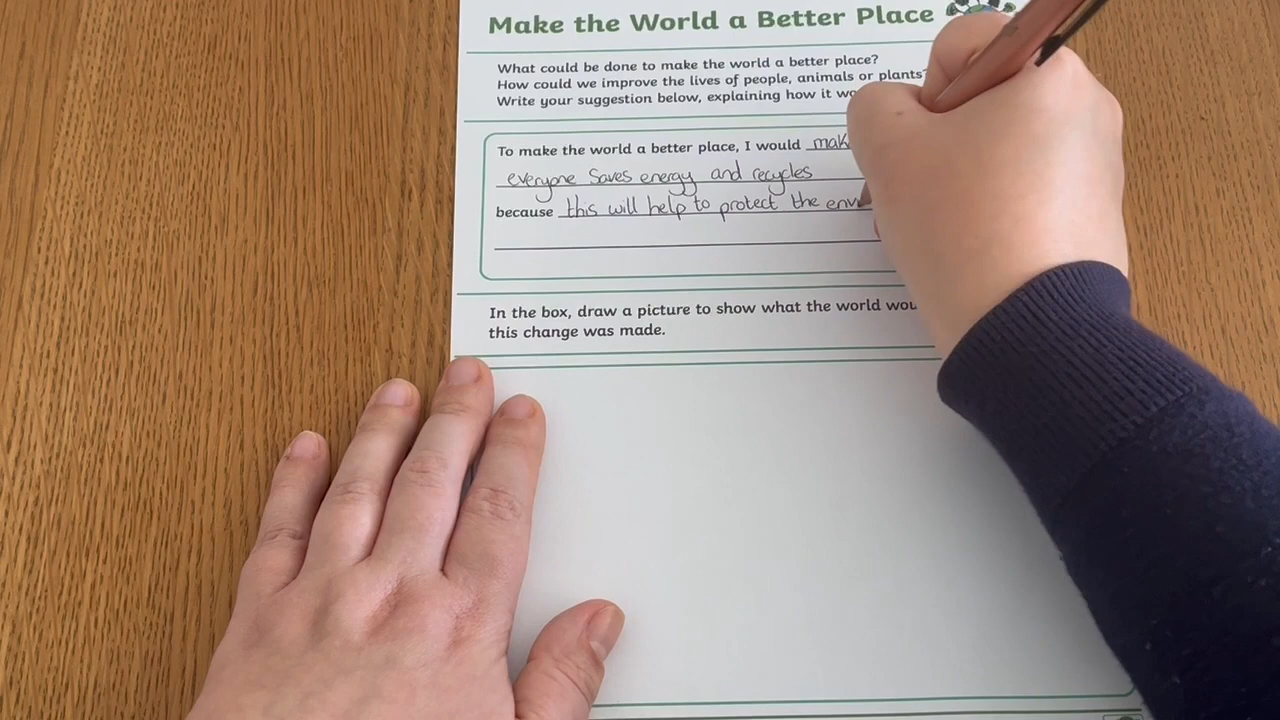 Make the World a Better Place
What could be done to make the world a better place?
How could we improve the lives of people, animals or plants?
Write your suggestion below, explaining how it
To make the world a better place, I would
everyone saves energy and recycles
because this will help to protect the
In the box, draw a picture to show what the world
this change was made.